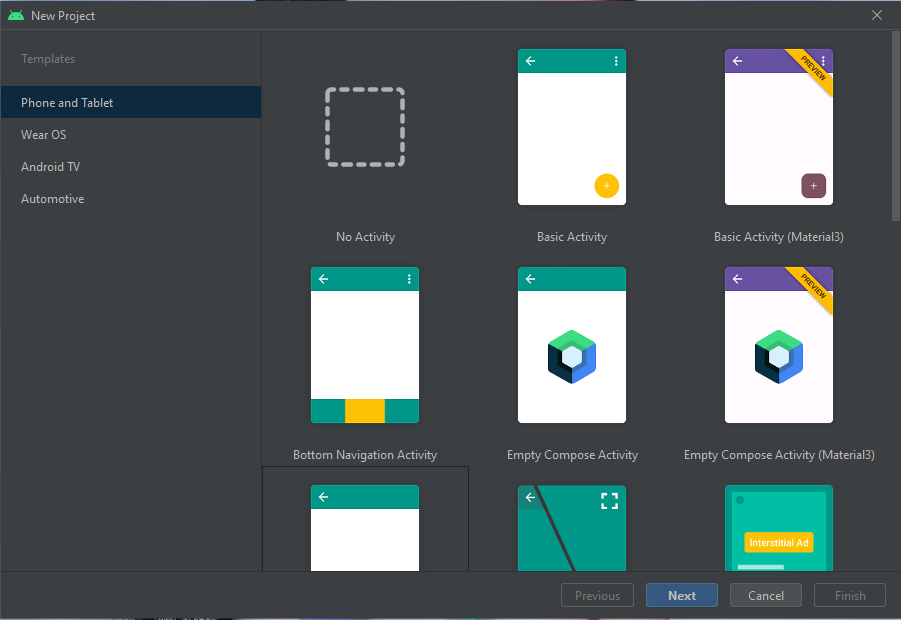 New Project
Templates
Phone and Tablet
Wear OS
Android TV
Automotive
No Activity
Basic Activity
PREVIEW
Basic Activity (Material3)
Bottom Navigation Activity
Empty Compose Activity
PREVIEW
Empty Compose Activity (Material3)
Interstitial Ad
Previous
Next
Cancel
Finish